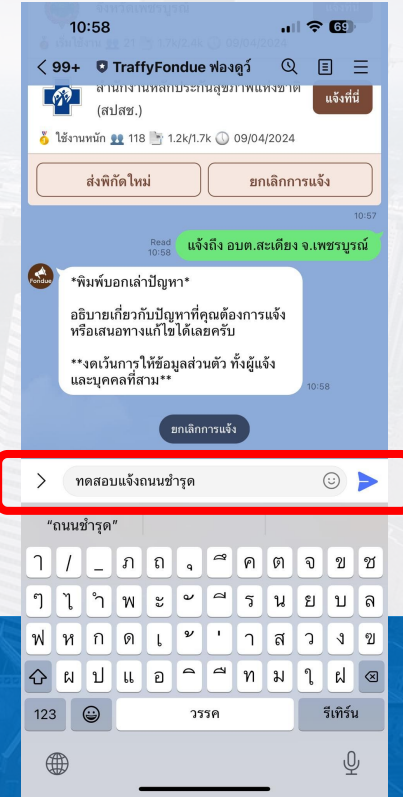 10:58
69
99+ TraffyFondue ฟองดูว์
สำนักงานหลักประกันสุขภาพแห่งชาติ
(สปสช.)
แจ้งที่นี่
ใช้งานหนัก 118 1.2k/1.7k 09/04/2024
ส่งพิกัดใหม่ ยกเลิกการแจ้ง
10:57
Read
10:58
แจ้งถึง อบต.สะเดียง จ.เพชรบูรณ์
Fondue
*พิมพ์บอกเล่าปัญหา*
อธิบายเกี่ยวกับปัญหาที่คุณต้องการแจ้ง
หรือเสนอทางแก้ไขได้เลยครับ
**งดเว้นการให้ข้อมูลส่วนตัว ทั้งผู้แจ้ง
และบุคคลที่สาม**
10:58
ยกเลิกการแจ้ง
ทดสอบแจ้งถนนชำรุด
“ถนนชำรุด”
ๅ / _ ภ ถ ุ ึ ค ต จ ข ช
ๆ ไ ำ พ ะ ั ี ร น ย บ ล
ฟ ห ก ด เ ้ ่ า ส ว ง ฃ
ผ ป แ อ ิ ื ท ม ใ ฝ
123 วรรค รีเทิร์น